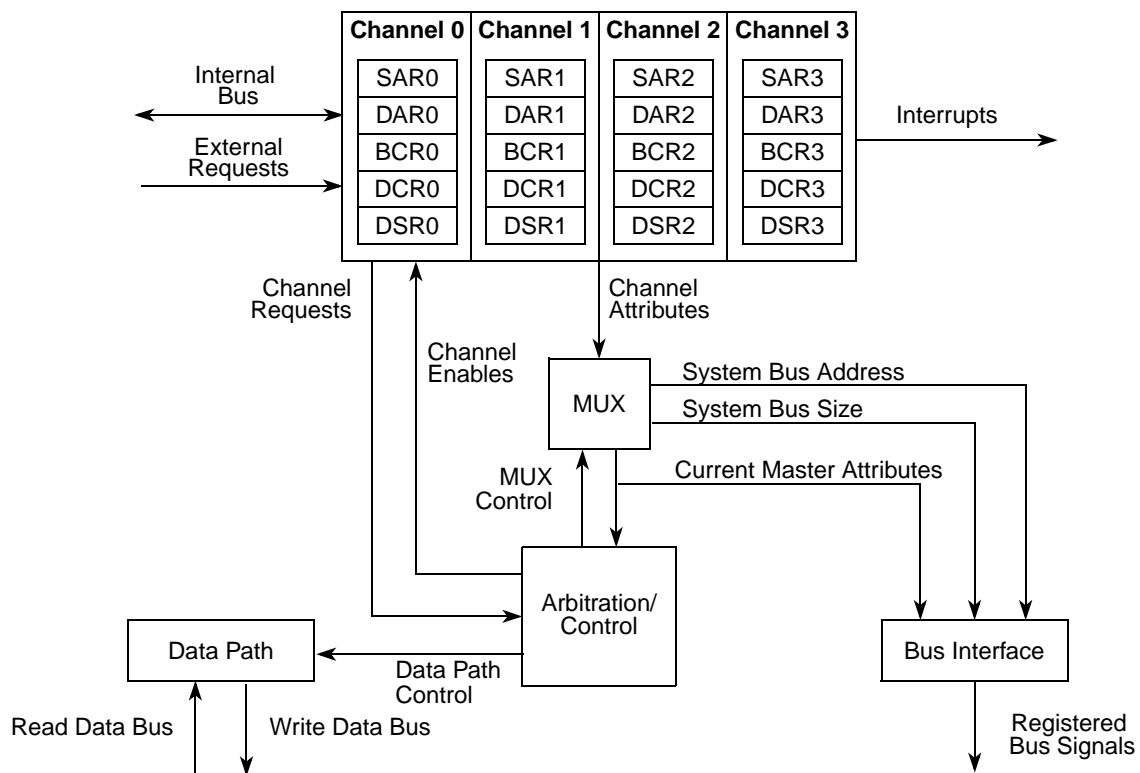 Channel 0 Channel 1 Channel 2 Channel 3
SAR0 SAR1 SAR2 SAR3
DAR0 DAR1 DAR2 DAR3
BCR0 BCR1 BCR2 BCR3
DCR0 DCR1 DCR2 DCR3
DSR0 DSR1 DSR2 DSR3
Internal
Bus
External
Requests
Interrupts
Channel
Requests
Channel
Enables
Channel
Attributes
MUX
System Bus Address
System Bus Size
Current Master Attributes
MUX
Control
Arbitration/
Control
Data Path
Data Path
Control
Bus Interface
Read Data Bus
Write Data Bus
Registered
Bus Signals